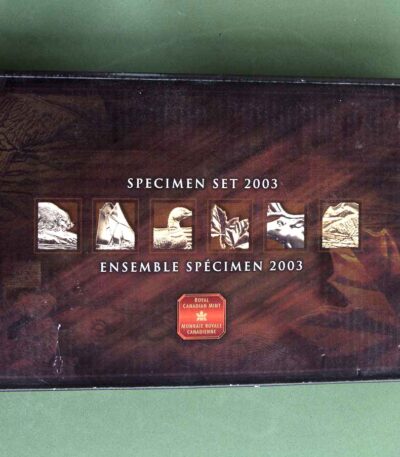 SPECIMEN SET 2003
ENSEMBLE SPÉCIMEN 2003
ROYAL
CANADIAN MINT
MONNAIE ROYALE
CANADIENNE